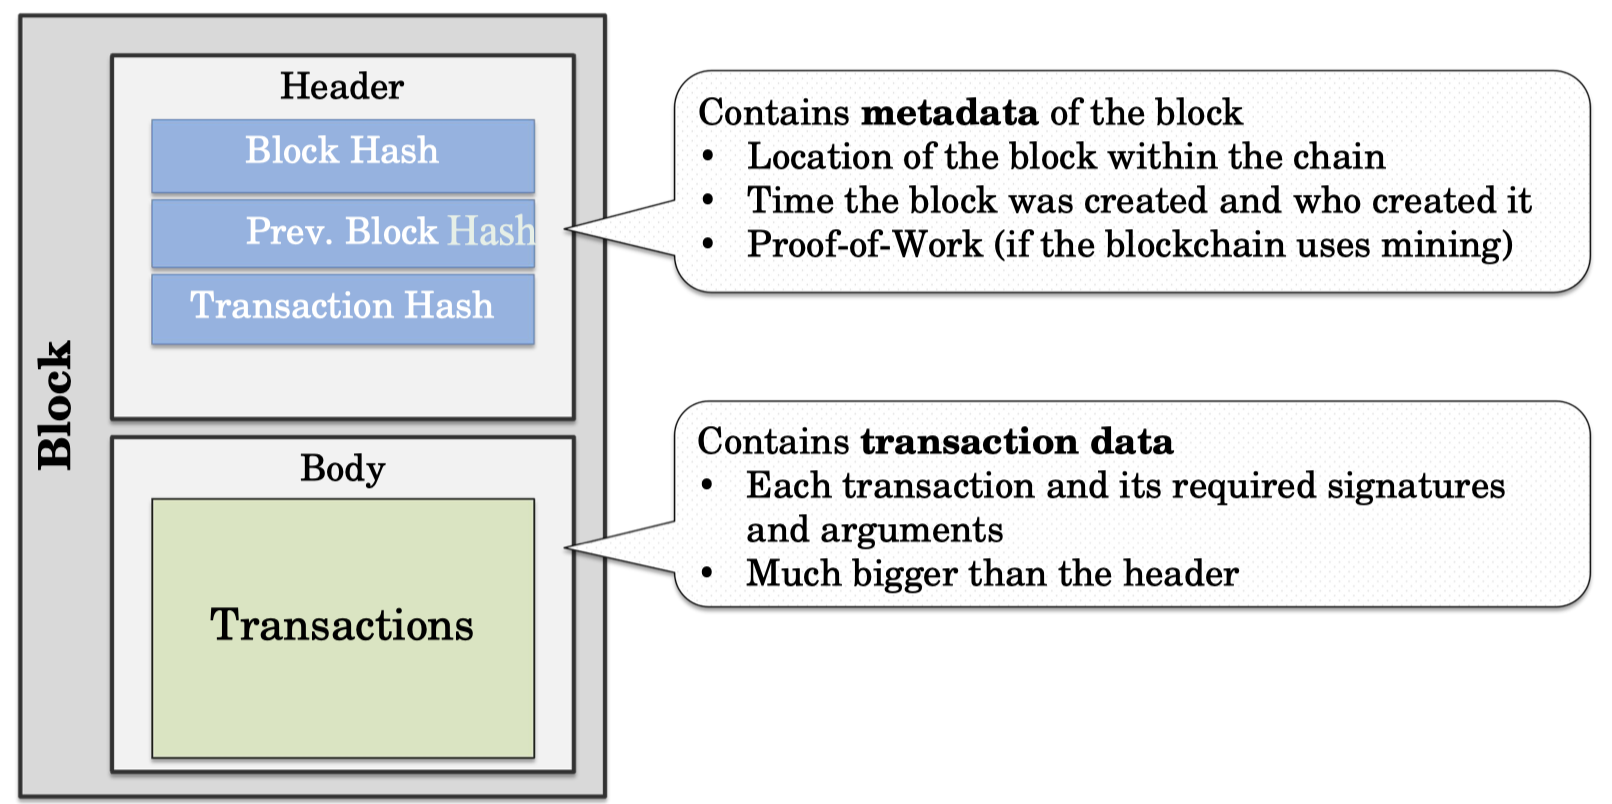 Block
Header
Block Hash
Prev. Block Hash
Transaction Hash
Contains metadata of the block
• Location of the block within the chain
• Time the block was created and who created it
• Proof-of-Work (if the blockchain uses mining)
Body
Transactions
Contains transaction data
• Each transaction and its required signatures
and arguments
• Much bigger than the header